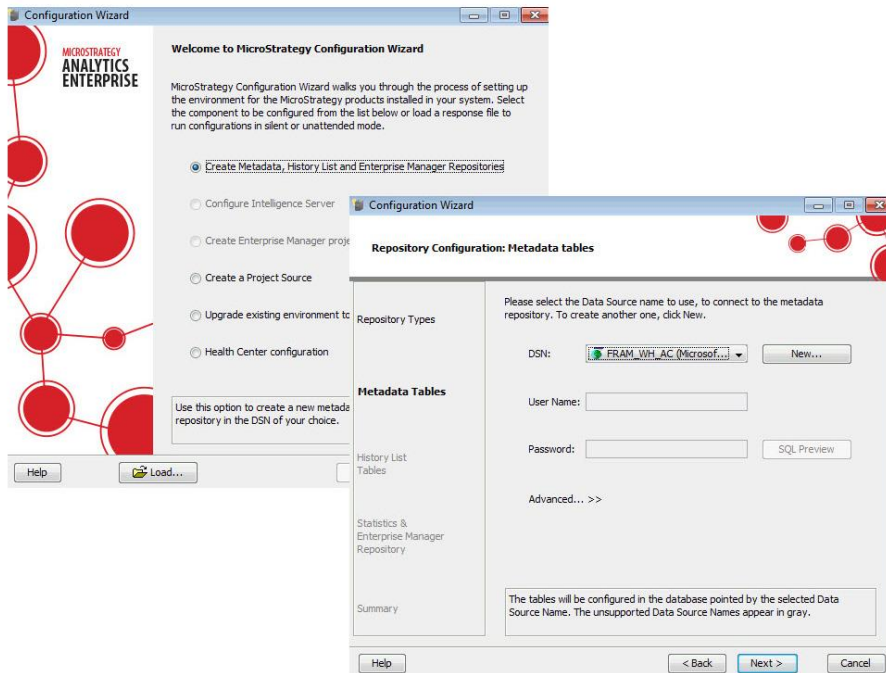 Configuration Wizard
MICROSTRATEGY
ANALYTICS
ENTERPRISE
Welcome to MicroStrategy Configuration Wizard
MicroStrategy Configuration Wizard walks you through the process of setting up
the environment for the MicroStrategy products installed in your system. Select
the component to be configured from the list below or load a response file to
run configurations in silent or unattended mode.
Create Metadata, History List and Enterprise Manager Repositories
Configure Intelligence Server
Create Enterprise Manager proje
Create a Project Source
Upgrade existing environment to
Health Center configuration
Use this option to create a new metada
repository in the DSN of your choice.
Help
Load...
Configuration Wizard
Repository Configuration: Metadata tables
Repository Types
Metadata Tables
History List
Tables
Statistics &
Enterprise Manager
Repository
Summary
Please select the Data Source name to use, to connect to the metadata
repository. To create another one, click New.
DSN:
FRAM_WH_AC (Microsof...
New...
User Name:
Password:
SQL Preview
Advanced... >>
The tables will be configured in the database pointed by the selected Data
Source Name. The unsupported Data Source Names appear in gray.
Help
< Back
Next >
Cancel